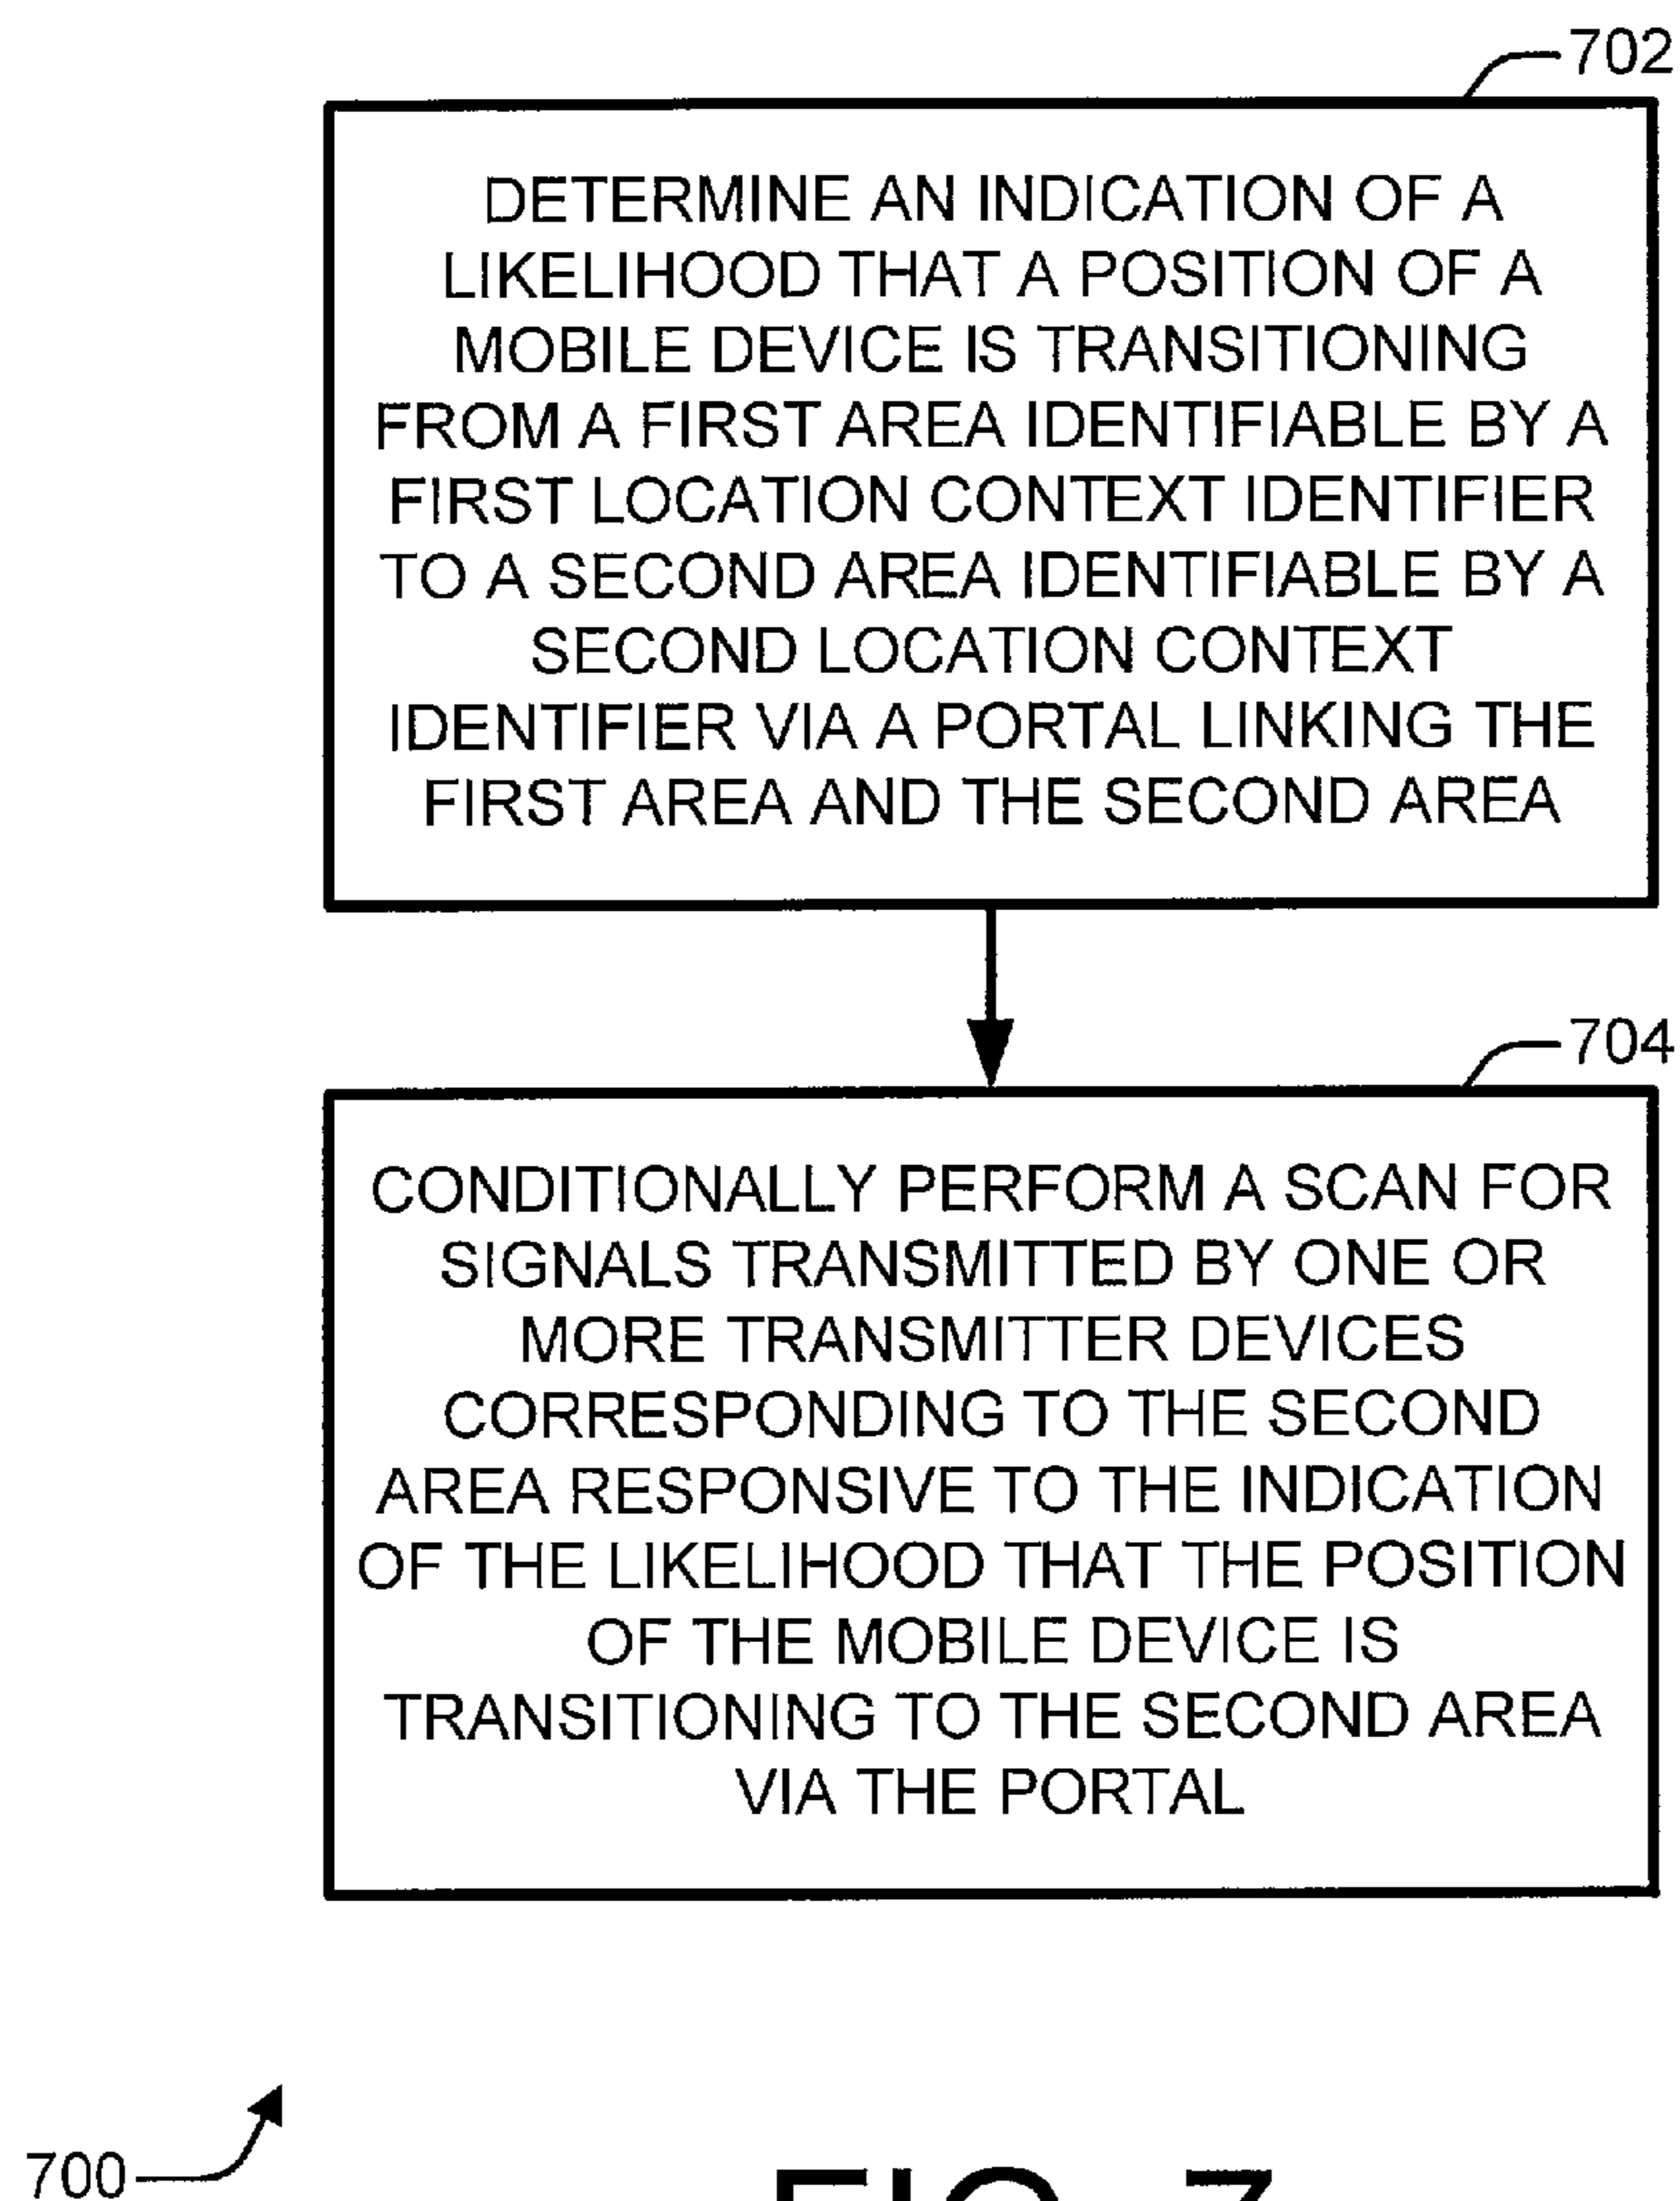 702
DETERMINE AN INDICATION OF A
LIKELIHOOD THAT A POSITION OF A
MOBILE DEVICE IS TRANSITIONING
FROM A FIRST AREA IDENTIFIABLE BY A
FIRST LOCATION CONTEXT IDENTIFIER
TO A SECOND AREA IDENTIFIABLE BY A
SECOND LOCATION CONTEXT
IDENTIFIER VIA A PORTAL LINKING THE
FIRST AREA AND THE SECOND AREA
704
CONDITIONALLY PERFORM A SCAN FOR
SIGNALS TRANSMITTED BY ONE OR
MORE TRANSMITTER DEVICES
CORRESPONDING TO THE SECOND
AREA RESPONSIVE TO THE INDICATION
OF THE LIKELIHOOD THAT THE POSITION
OF THE MOBILE DEVICE IS
TRANSITIONING TO THE SECOND AREA
VIA THE PORTAL
700
FIG. 7